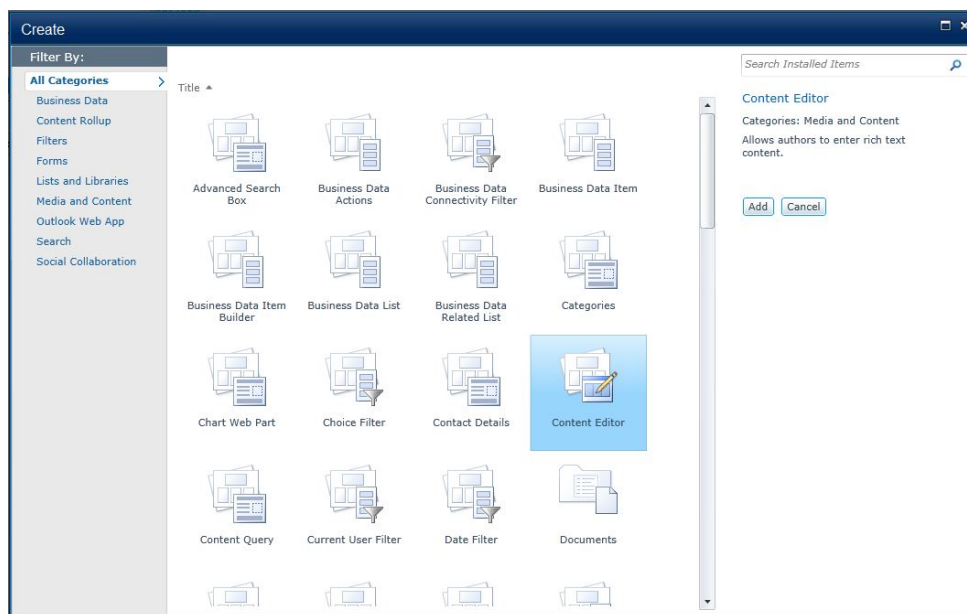 Create
Filter By:
All Categories
Business Data
Content Rollup
Filters
Forms
Lists and Libraries
Media and Content
Outlook Web App
Search
Social Collaboration
Title
Advanced Search
Box
Business Data
Actions
Business Data
Connectivity Filter
Business Data Item
Business Data Item
Builder
Business Data List
Business Data
Related List
Categories
Chart Web Part
Choice Filter
Contact Details
Content Editor
Content Query
Current User Filter
Date Filter
Documents
Search Installed Items
Content Editor
Categories: Media and Content
Allows authors to enter rich text
content.
Add Cancel